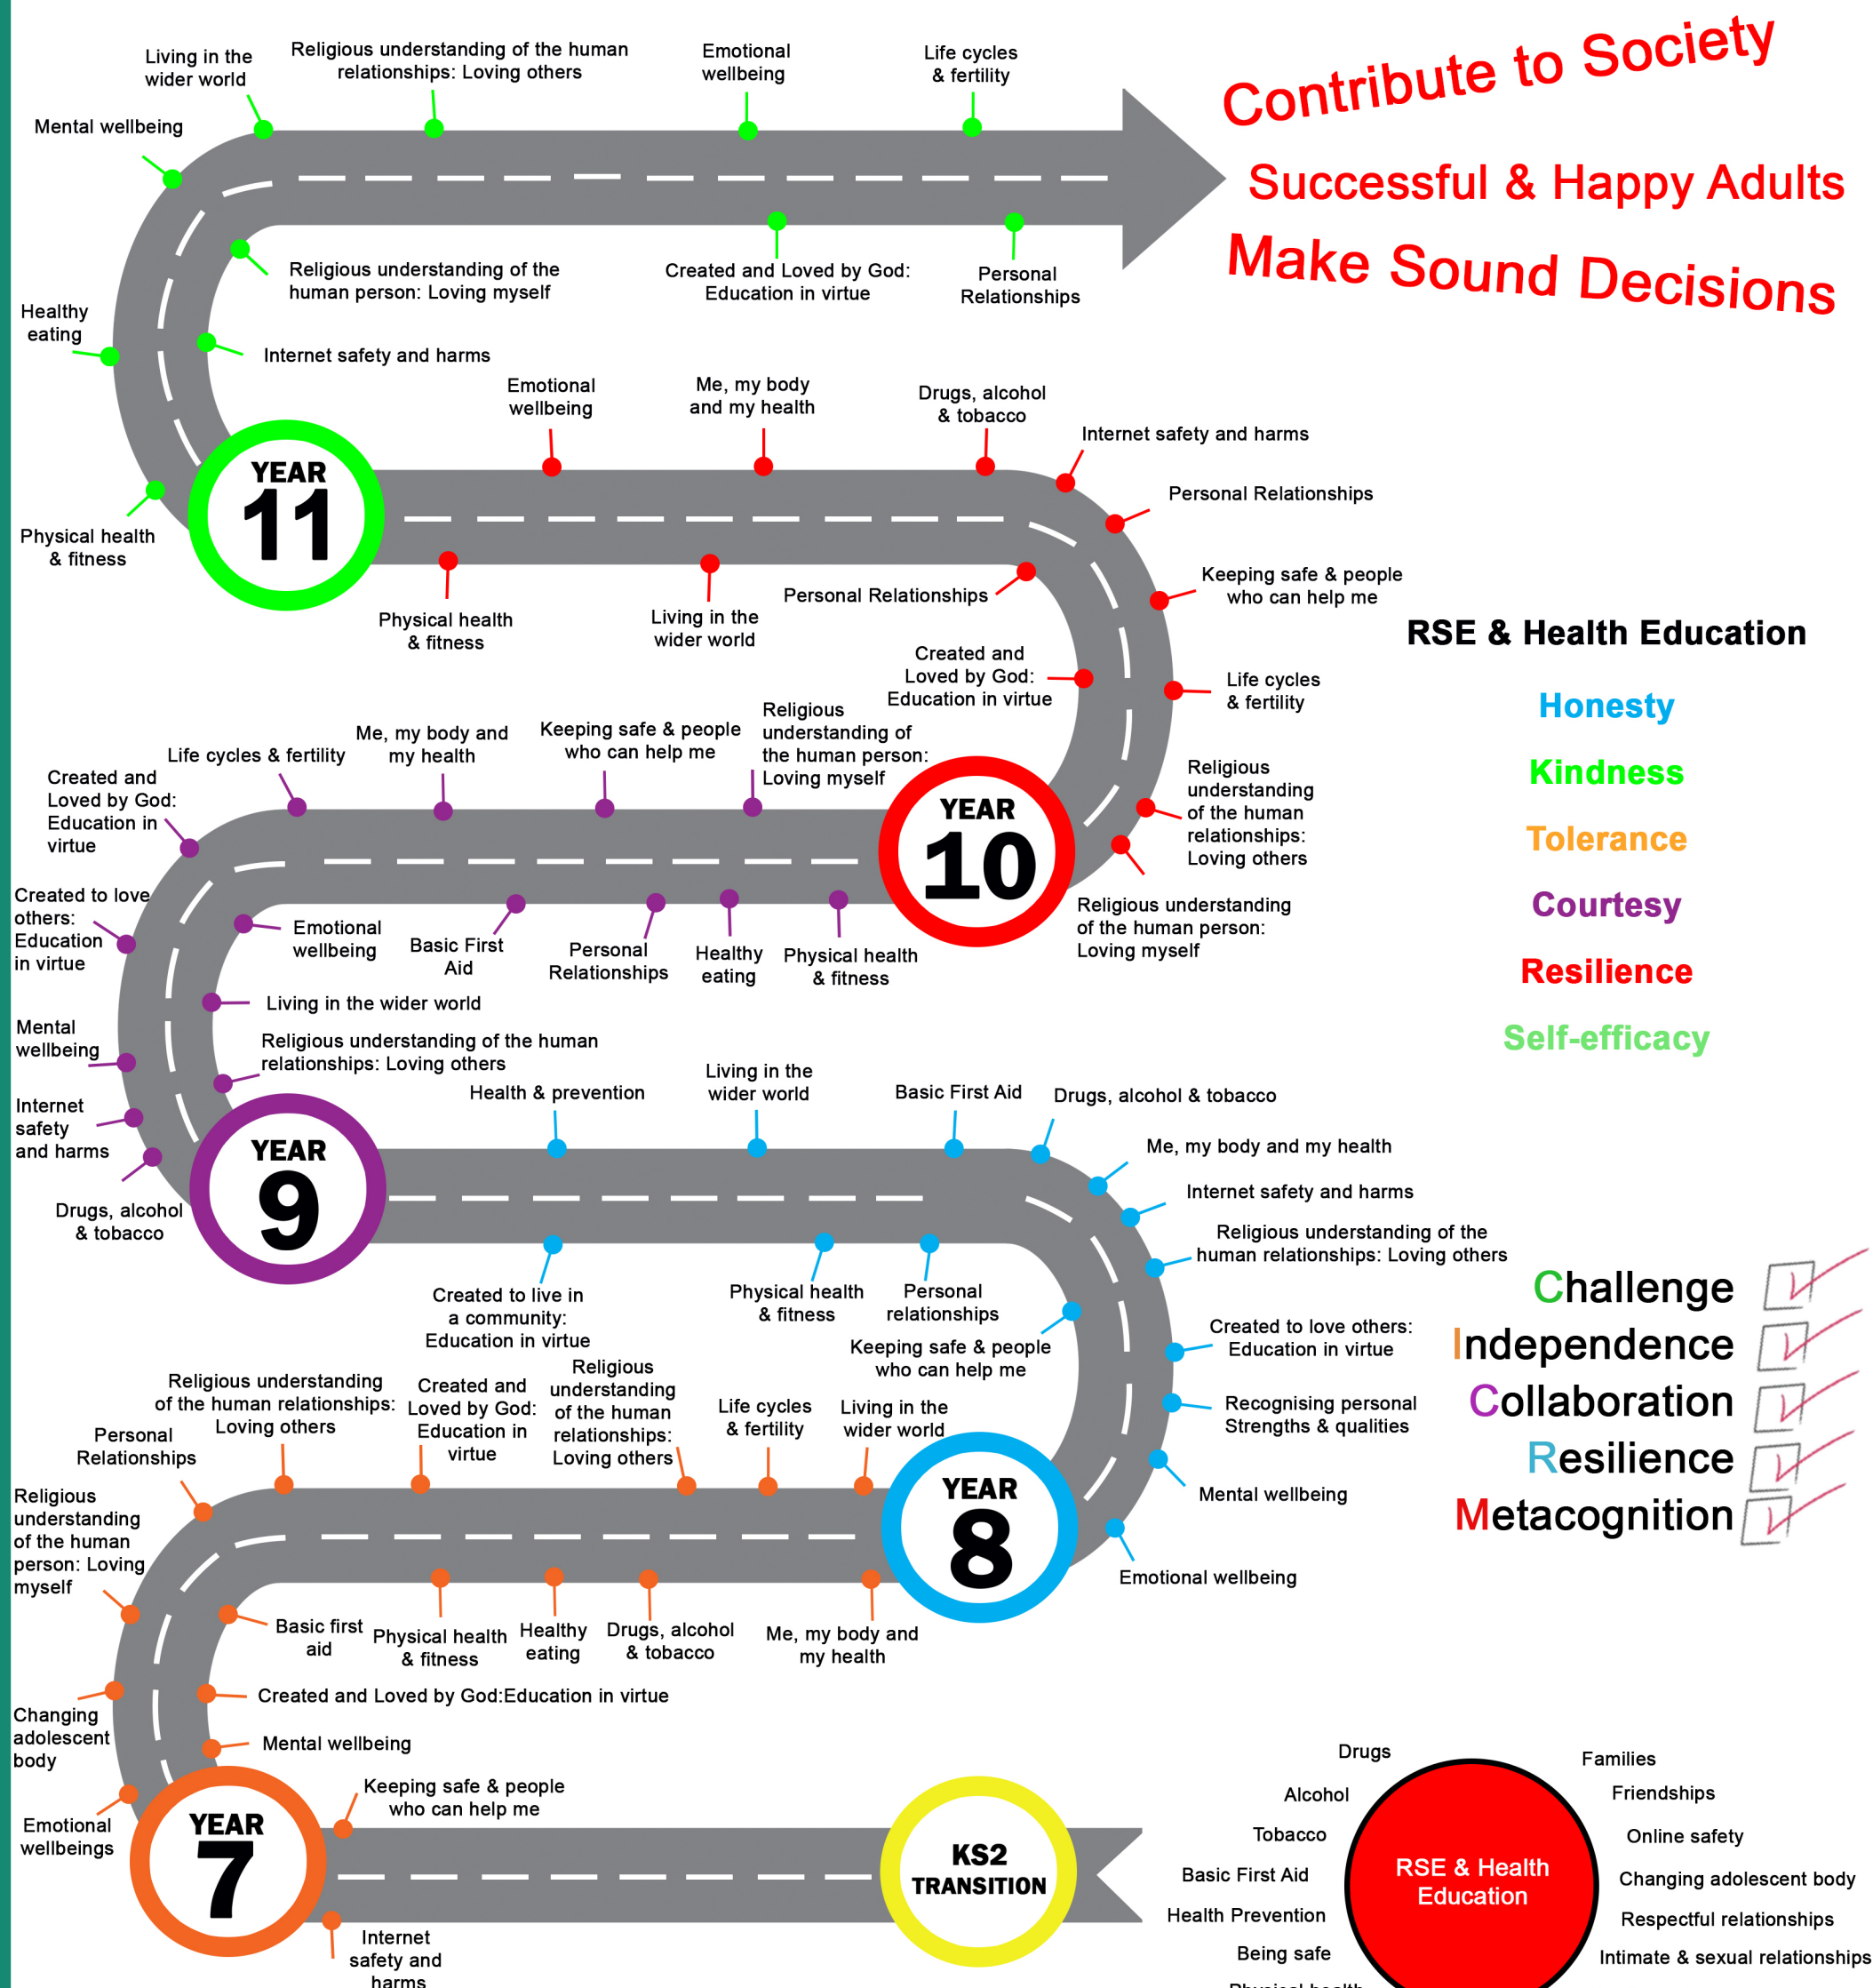 Contribute to Society
Successful & Happy Adults
Make Sound Decisions
Living in the
wider world
Religious understanding of the human
relationships: Loving others
Emotional
wellbeing
Life cycles
& fertility
Mental wellbeing
Religious understanding of the
human person: Loving myself
Created and Loved by God:
Education in virtue
Personal
Relationships
Healthy
eating
Internet safety and harms
Physical health
& fitness
YEAR
11
Emotional
wellbeing
Me, my body
and my health
Drugs, alcohol
& tobacco
Internet safety and harms
Personal Relationships
Keeping safe & people
who can help me
Physical health
& fitness
Living in the
wider world
Personal Relationships
Created and
Loved by God:
Education in virtue
Life cycles
& fertility
Religious
understanding
of the human
relationships:
Loving others
Religious understanding
of the human person:
Loving myself
YEAR
10
RSE & Health Education
Honesty
Kindness
Tolerance
Courtesy
Resilience
Self-efficacy
Religious
understanding of
the human person:
Loving myself
Keeping safe & people
who can help me
Me, my body and
my health
Life cycles & fertility
Created and
Loved by God:
Education in
virtue
Created to love
others:
Education
in virtue
Emotional
wellbeing
Basic First
Aid
Personal
Relationships
Healthy
eating
Physical health
& fitness
Living in the wider world
Mental
wellbeing
Religious understanding of the human
relationships: Loving others
Internet
safety
and harms
Drugs, alcohol
& tobacco
YEAR
9
Health & prevention
Living in the
wider world
Basic First Aid
Drugs, alcohol & tobacco
Me, my body and my health
Internet safety and harms
Religious understanding of the
human relationships: Loving others
Created to live in
a community:
Education in virtue
Physical health
& fitness
Personal
relationships
Keeping safe & people
who can help me
Created to love others:
Education in virtue
Recognising personal
Strengths & qualities
Mental wellbeing
Emotional wellbeing
YEAR
8
Challenge
Independence
Collaboration
Resilience
Metacognition
Living in the
wider world
Life cycles
& fertility
Religious
understanding
of the human
relationships:
Loving others
Created and
Loved by God:
Education in
virtue
Religious understanding
of the human relationships:
Loving others
Personal
Relationships
Religious
understanding
of the human
person: Loving
myself
Basic first
aid
Physical health
& fitness
Healthy
eating
Drugs, alcohol
& tobacco
Me, my body and
my health
Created and Loved by God:Education in virtue
Changing
adolescent
body
Mental wellbeing
Emotional
wellbeings
YEAR
7
Keeping safe & people
who can help me
Internet
safety and
harms
KS2
TRANSITION
RSE & Health
Education
Drugs
Alcohol
Tobacco
Basic First Aid
Health Prevention
Being safe
Physical health
Families
Friendships
Online safety
Changing adolescent body
Respectful relationships
Intimate & sexual relationships